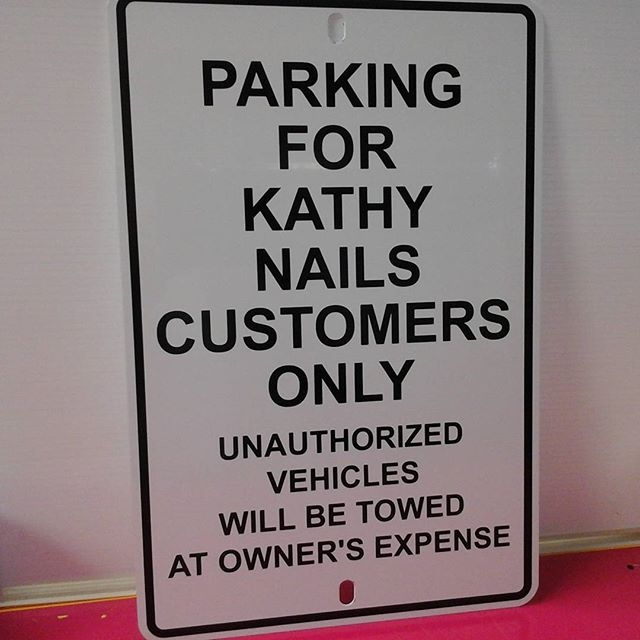 PARKING
FOR
KATHY
NAILS
CUSTOMERS
ONLY
UNAUTHORIZED
VEHICLES
WILL BE TOWED
AT OWNER'S EXPENSE